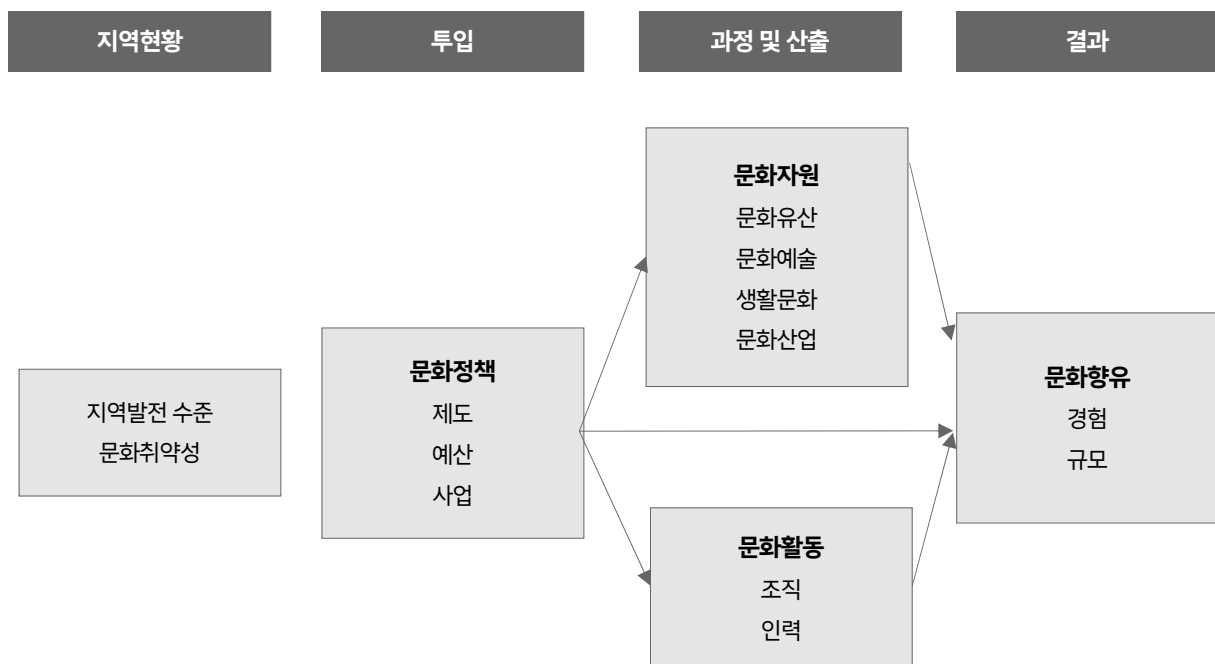 지역현황
투입
과정 및 산출
결과
지역발전 수준
문화취약성
문화정책
제도
예산
사업
문화자원
문화유산
문화예술
생활문화
문화산업
문화활동
조직
인력
문화향유
경험
규모